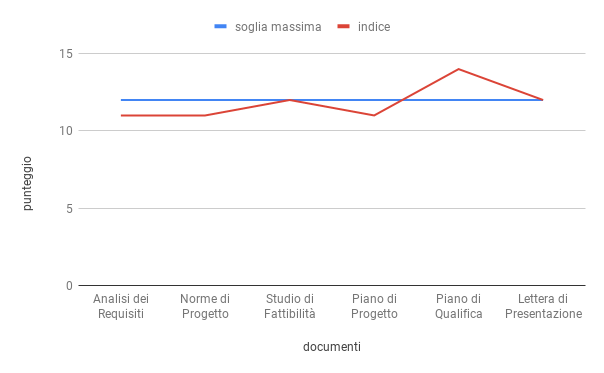 soglia massima
indice
15
10
5
0
punteggio
Analisi dei
Requisiti
Norme di
Progetto
Studio di
Fattibilità
Piano di
Progetto
Piano di
Qualifica
Lettera di
Presentazione
documenti